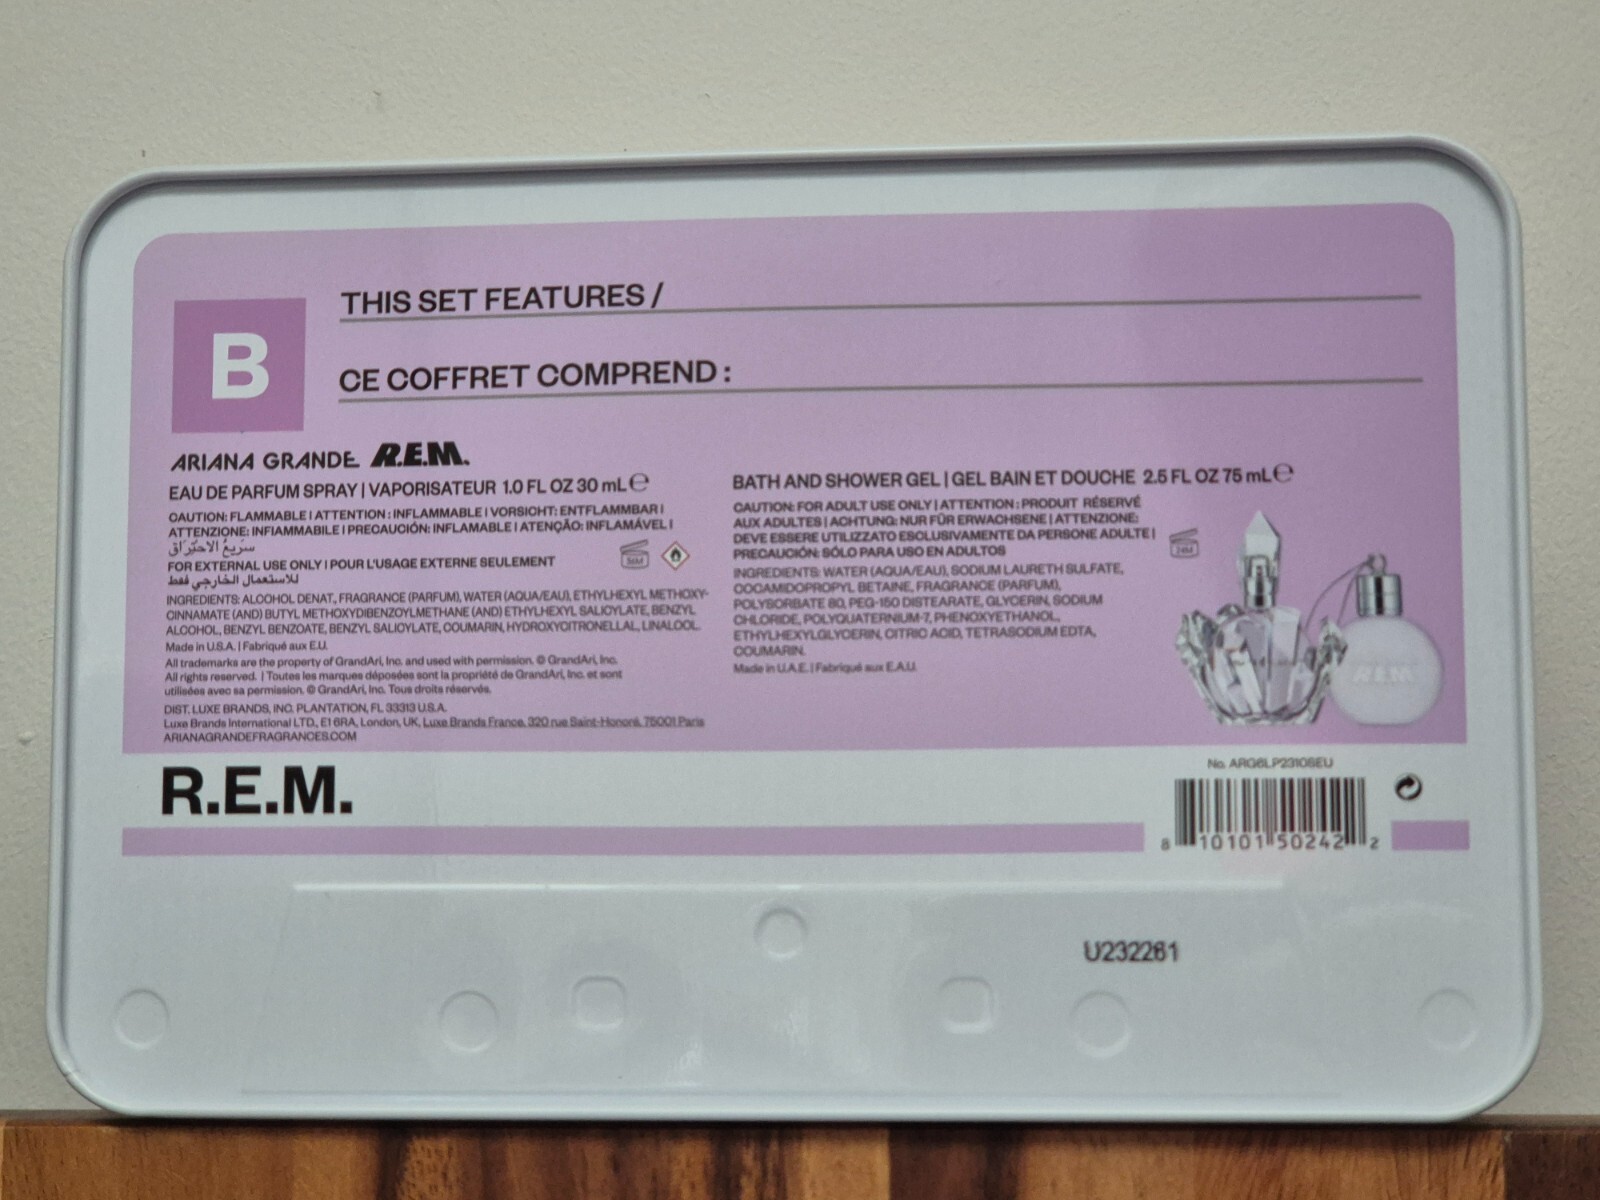 B
THIS SET FEATURES /
CE COFFRET COMPREND :
ARIANA GRANDE R.E.M.
EAU DE PARFUM SPRAY | VAPORISATEUR 1.0 FL OZ 30 mL ℮
CAUTION: FLAMMABLE I ATTENTION : INFLAMMABLE I VORSICHT: ENTFLAMMBAR I
ATTENZIONE: INFIAMMABILE I PRECAUCIÓN: INFLAMABLE I ATENÇÃO: INFLAMÁVEL I
سَريعُ الاحتِراق
FOR EXTERNAL USE ONLY I POUR L'USAGE EXTERNE SEULEMENT
للاستعمال الخارجي فقط
36M
INGREDIENTS: ALCOHOL DENAT., FRAGRANCE (PARFUM), WATER (AQUA/EAU), ETHYLHEXYL METHOXY-
CINNAMATE (AND) BUTYL METHOXYDIBENZOYLMETHANE (AND) ETHYLHEXYL SALICYLATE, BENZYL
ALCOHOL, BENZYL BENZOATE, BENZYL SALICYLATE, COUMARIN, HYDROXYCITRONELLAL, LINALOOL.
Made in U.S.A. | Fabriqué aux E.U.
All trademarks are the property of GrandAri, Inc. and used with permission. © GrandAri, Inc.
All rights reserved. | Toutes les marques déposées sont la propriété de GrandAri, Inc. et sont
utilisées avec sa permission. © GrandAri, Inc. Tous droits réservés.
DIST. LUXE BRANDS, INC. PLANTATION, FL 33313 U.S.A.
Luxe Brands International LTD., E1 6RA, London, UK, Luxe Brands France, 320 rue Saint-Honoré, 75001 Paris
ARIANAGRANDEFRAGRANCES.COM
BATH AND SHOWER GEL | GEL BAIN ET DOUCHE 2.5 FL OZ 75 mL ℮
CAUTION: FOR ADULT USE ONLY | ATTENTION : PRODUIT RÉSERVÉ
AUX ADULTES | ACHTUNG: NUR FÜR ERWACHSENE | ATTENZIONE:
DEVE ESSERE UTILIZZATO ESCLUSIVAMENTE DA PERSONE ADULTE |
PRECAUCIÓN: SÓLO PARA USO EN ADULTOS
24M
INGREDIENTS: WATER (AQUA/EAU), SODIUM LAURETH SULFATE,
COCAMIDOPROPYL BETAINE, FRAGRANCE (PARFUM),
POLYSORBATE 80, PEG-150 DISTEARATE, GLYCERIN, SODIUM
CHLORIDE, POLYQUATERNIUM-7, PHENOXYETHANOL,
ETHYLHEXYLGLYCERIN, CITRIC ACID, TETRASODIUM EDTA,
COUMARIN.
Made in U.A.E. | Fabriqué aux E.A.U.
R.E.M.
R.E.M.
No. ARG6LP2310SEU
8 10101 50242 2
U232261